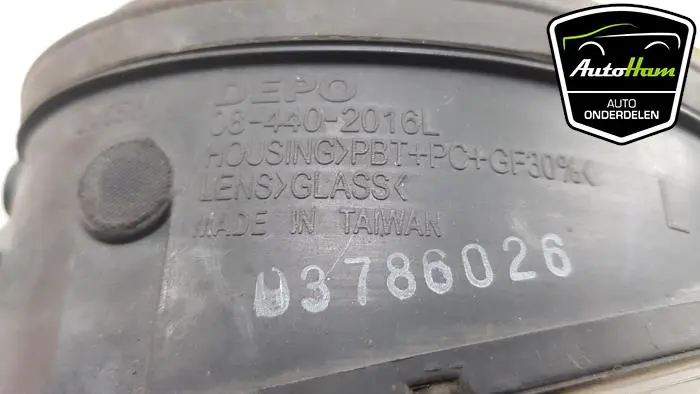 AutoHam
AUTO
ONDERDELEN
DEPO
08-440-2016L
HOUSING>PBT+PC+GF30%<
LENS>GLASS<
MADE IN TAIWAN
L
03786026